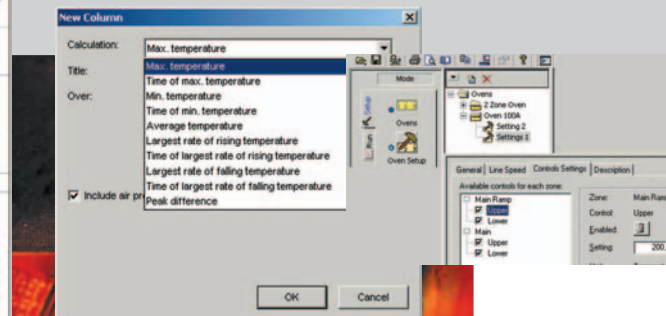 New Column
Calculation:
Max. temperature
Title:
Over:
Max. temperature
Time of max. temperature
Min. temperature
Time of min. temperature
Average temperature
Largest rate of rising temperature
Time of largest rate of rising temperature
Largest rate of falling temperature
Time of largest rate of falling temperature
Peak difference
Include air pr
OK
Cancel
Mode
Setup
Run
Ovens
Oven Setup
Ovens
2 Zone Oven
Oven 100A
Setting 2
Settings 1
General
Line Speed
Controls Settings
Description
Available controls for each zone:
Main Ramp
Upper
Lower
Main
Upper
Lower
Zone:
Main Ramp
Control:
Upper
Enabled:
Setting:
200.